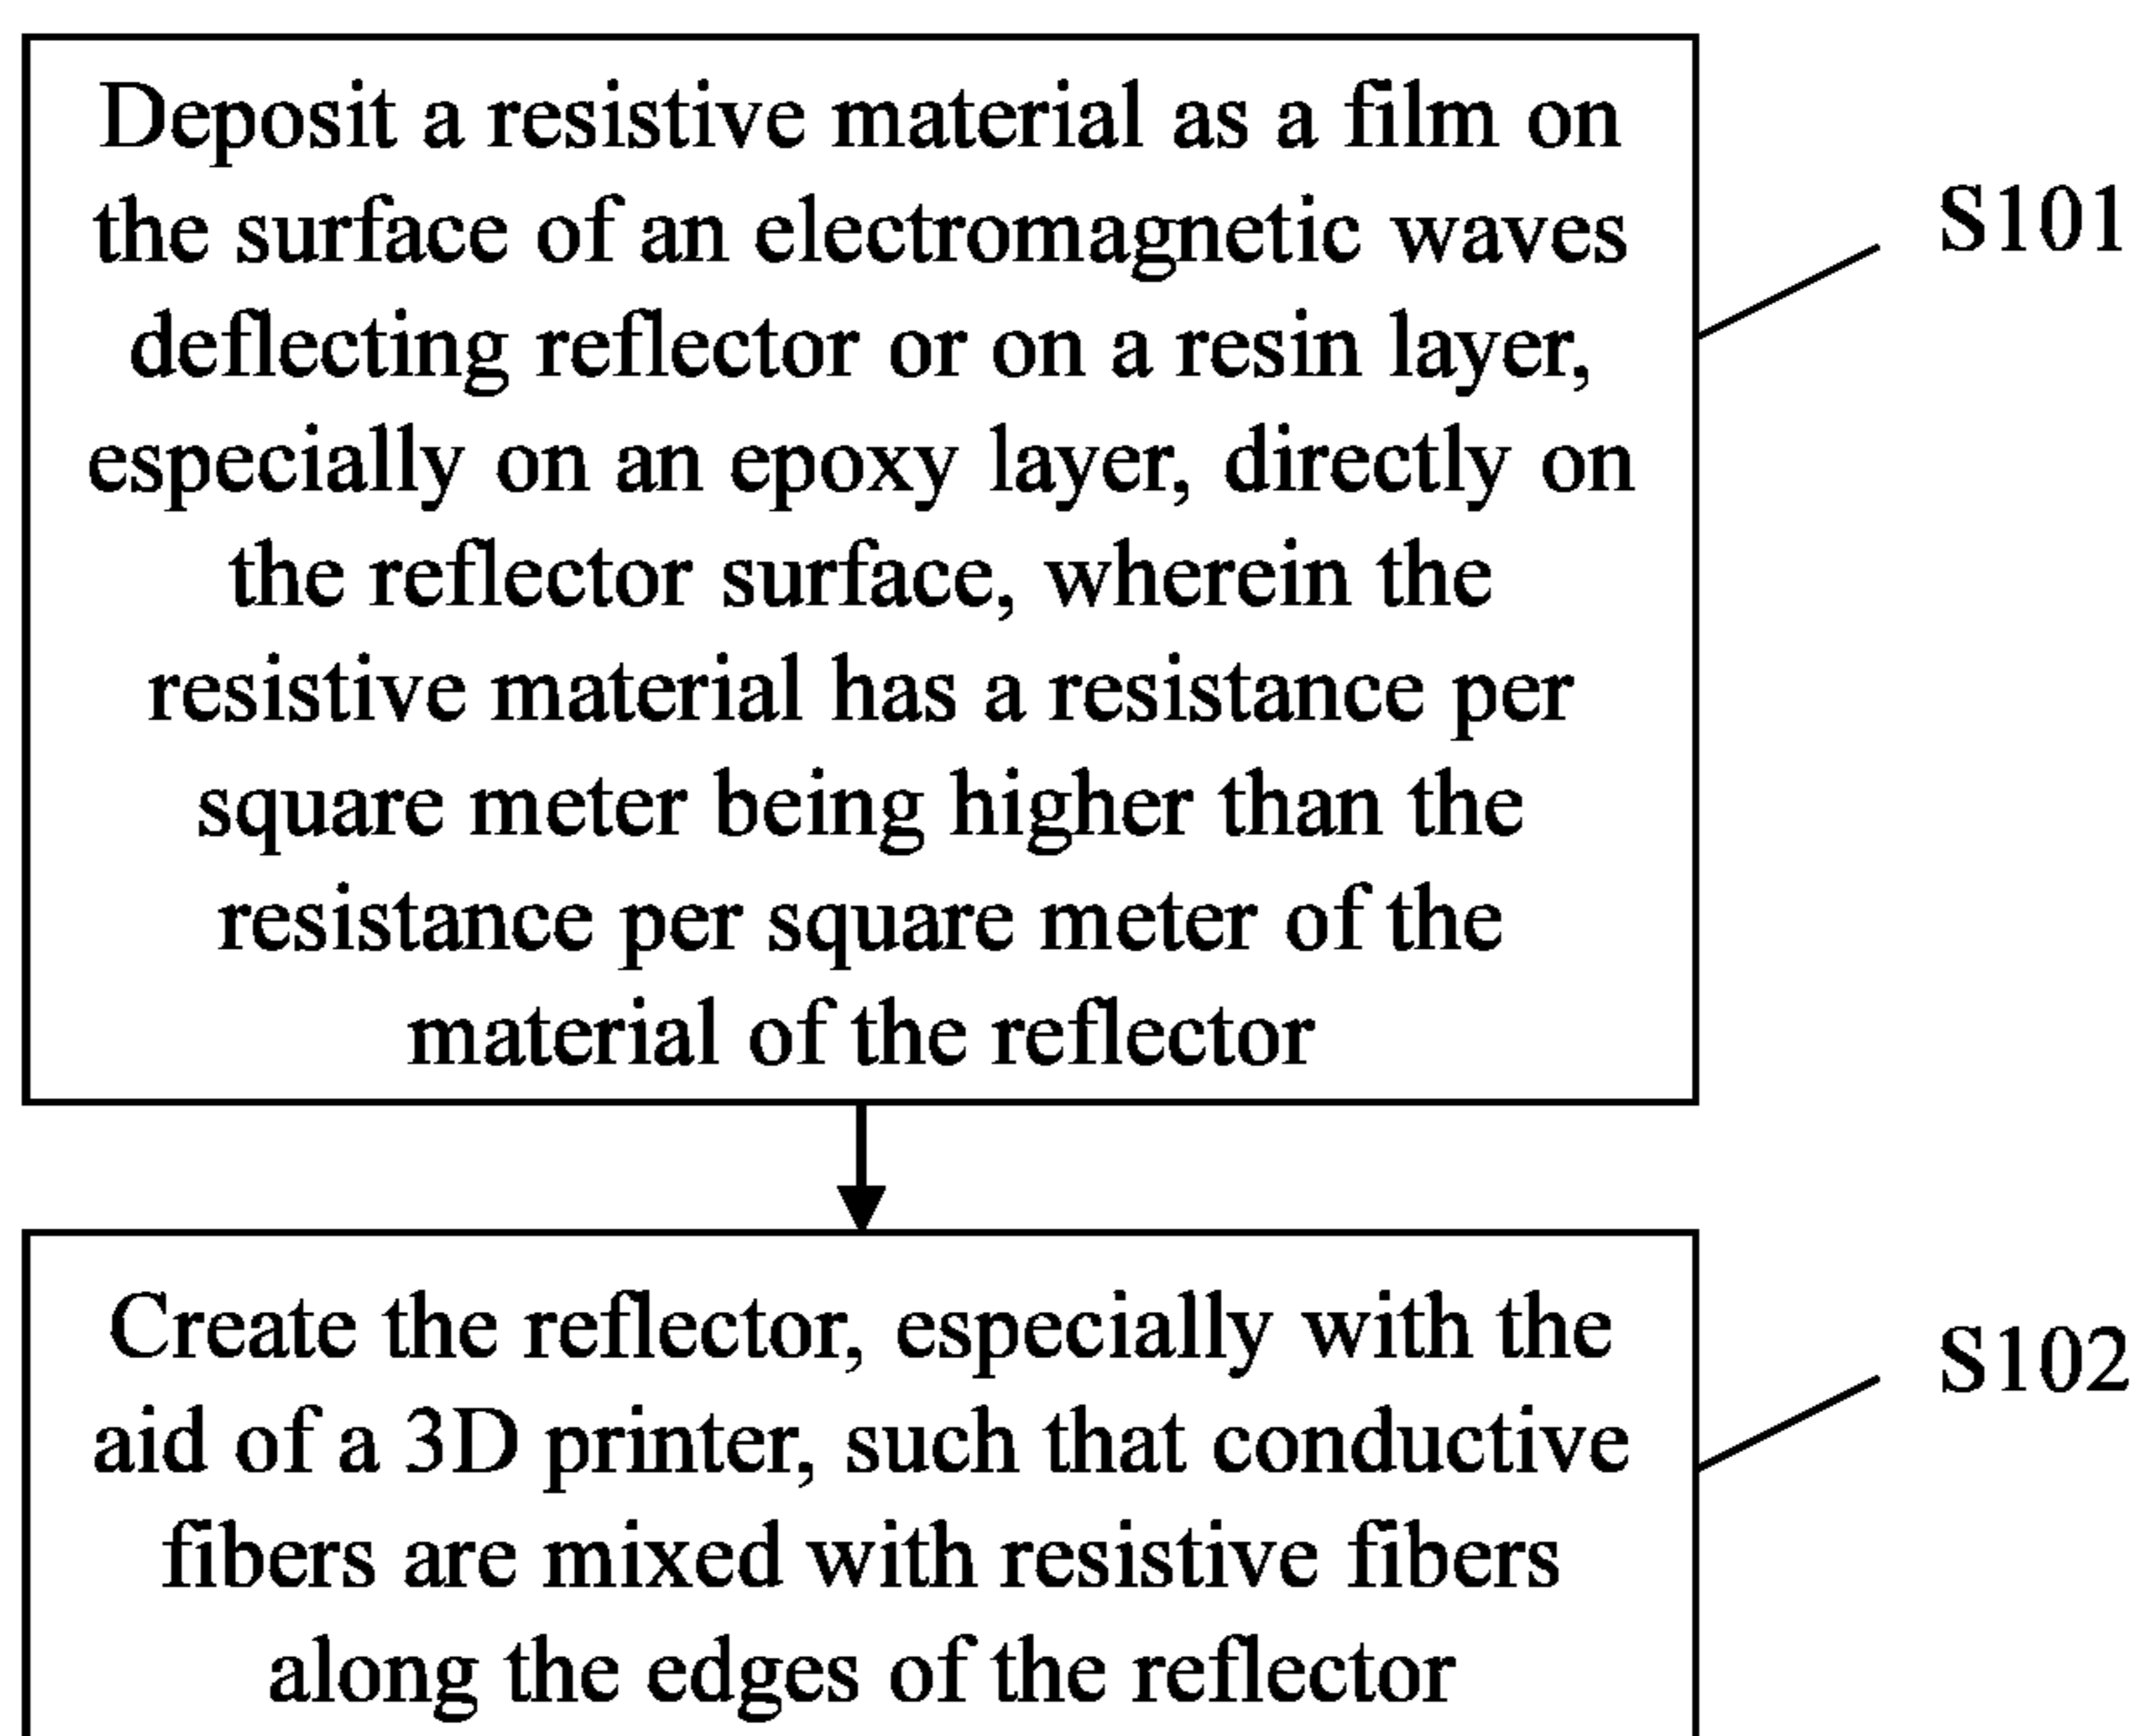 Deposit a resistive material as a film on
the surface of an electromagnetic waves
deflecting reflector or on a resin layer,
especially on an epoxy layer, directly on
the reflector surface, wherein the
resistive material has a resistance per
square meter being higher than the
resistance per square meter of the
material of the reflector
S101
Create the reflector, especially with the
aid of a 3D printer, such that conductive
fibers are mixed with resistive fibers
along the edges of the reflector
S102